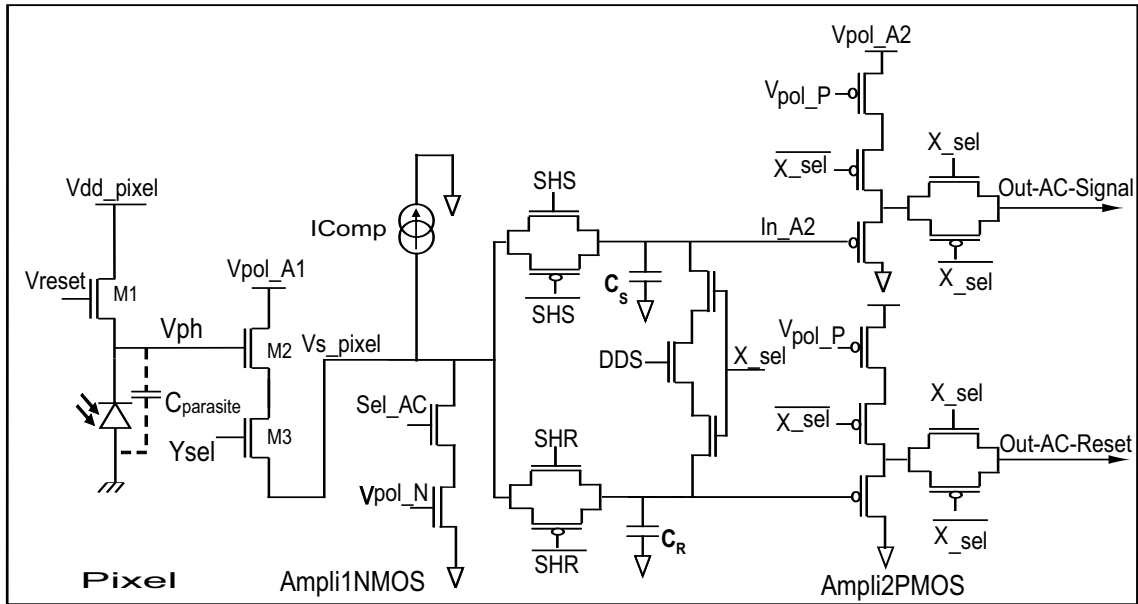 Vpol_A2
Vpol_P
X_sel
X_sel
SHS
Out-AC-Signal
Vdd_pixel
IComp
In_A2
Vpol_A1
Cs
X_sel
Vreset
M1
SHS
Vph
Vs_pixel
Vpol_P
M2
DDS
X_sel
Cparasite
Sel_AC
X_sel
X_sel
Ysel
M3
SHR
Out-AC-Reset
Vpol_N
CR
X_sel
SHR
Pixel
Ampli1NMOS
Ampli2PMOS